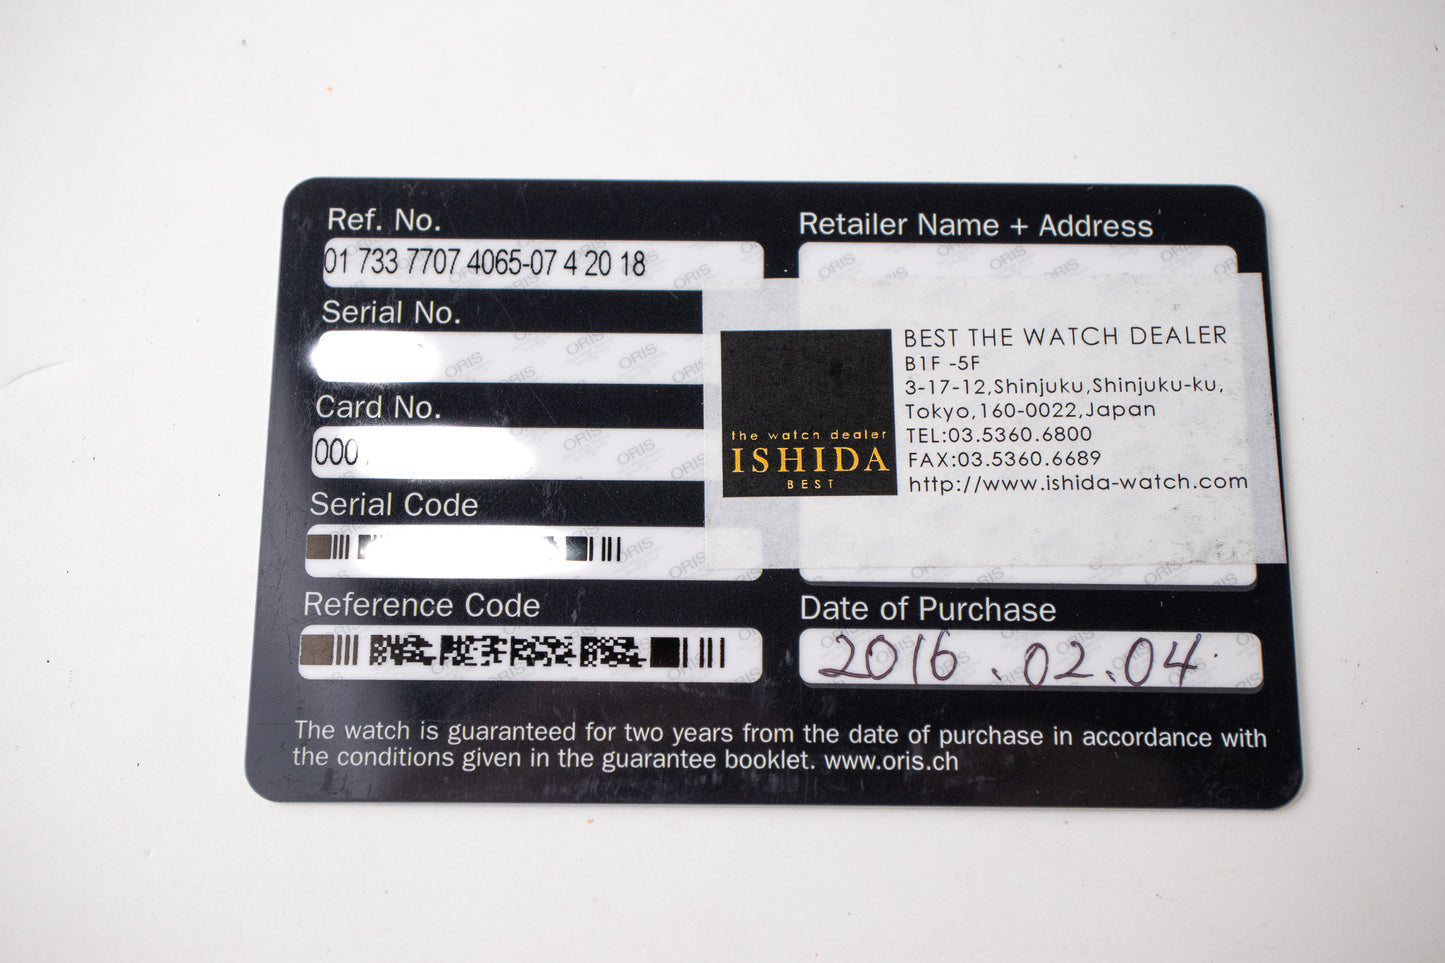 Ref. No.
01 733 7707 4065-07 4 20 18
Serial No.
Card No.
000
Serial Code
Reference Code
Retailer Name + Address
the watch dealer
ISHIDA
BEST
BEST THE WATCH DEALER
B1F -5F
3-17-12,Shinjuku,Shinjuku-ku,
Tokyo,160-0022,Japan
TEL:03.5360.6800
FAX:03.5360.6689
http://www.ishida-watch.com
Date of Purchase
2016.02.04
The watch is guaranteed for two years from the date of purchase in accordance with
the conditions given in the guarantee booklet. www.oris.ch